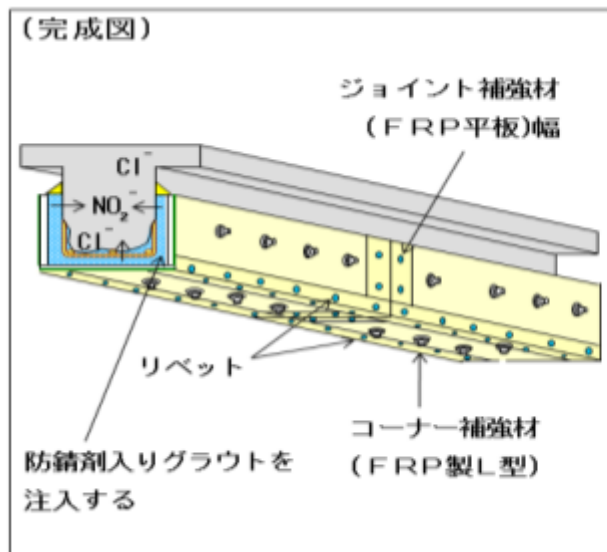 (完成図)
ジョイント補強材
(FRP平板)幅
Cl⁻
NO₂⁻
Cl⁻
リベット
コーナー補強材
(FRP製L型)
防錆剤入りグラウトを
注入する